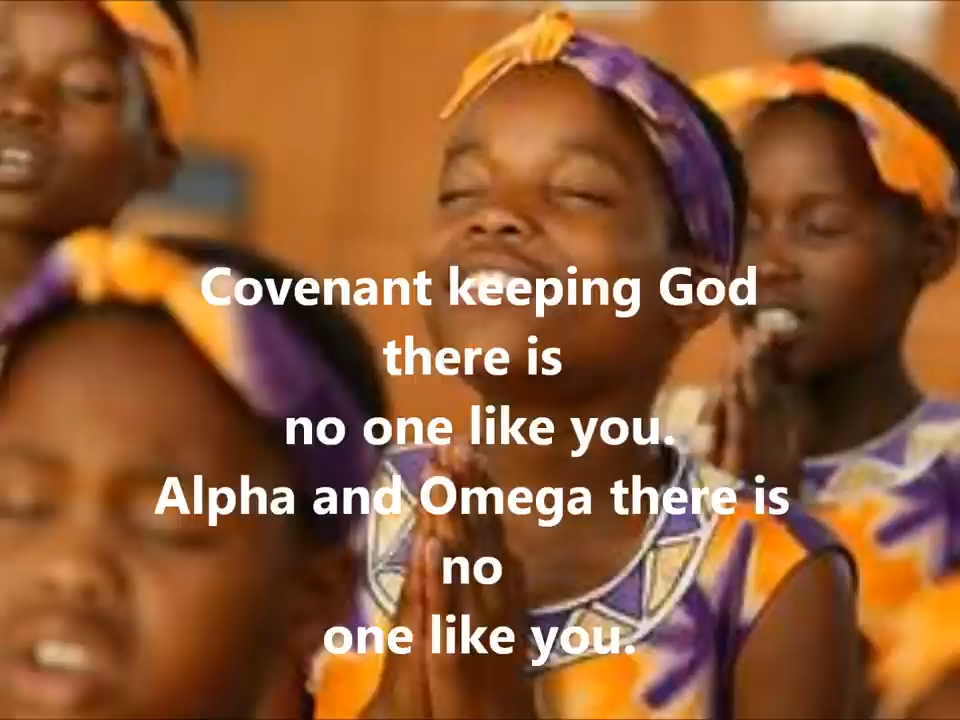 Covenant keeping God
there is
no one like you.
Alpha and Omega there is
no
one like you.